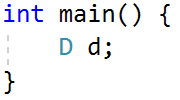 int main() {
    D d;
}